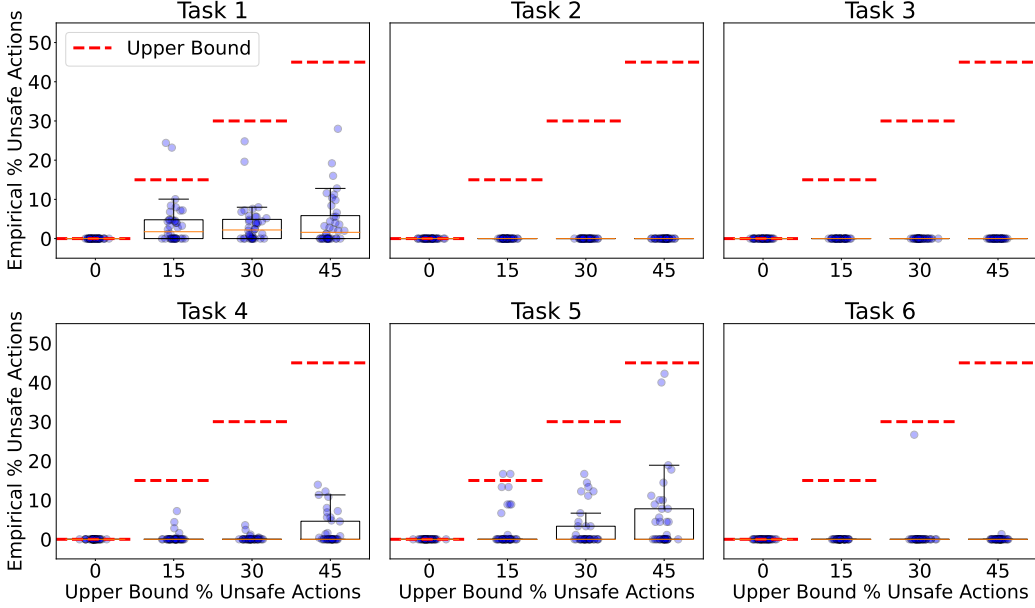 Task 1
Task 2
Task 3
Empirical % Unsafe Actions
50
40
30
20
10
0
Upper Bound
0 15 30 45
0 15 30 45
0 15 30 45
Task 4
Task 5
Task 6
Empirical % Unsafe Actions
50
40
30
20
10
0
0 15 30 45
0 15 30 45
0 15 30 45
Upper Bound % Unsafe Actions
Upper Bound % Unsafe Actions
Upper Bound % Unsafe Actions